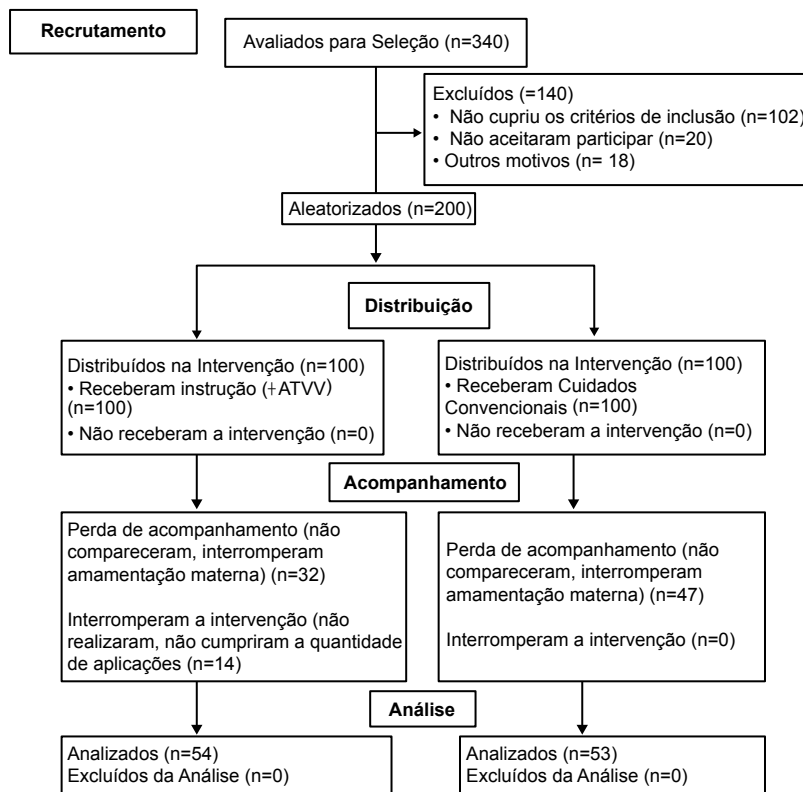 Recrutamento
Avaliados para Seleção (n=340)
Excluídos (=140)
• Não cupriu os critérios de inclusão (n=102)
• Não aceitaram participar (n=20)
• Outros motivos (n= 18)
Aleatorizados (n=200)
Distribuição
Distribuídos na Intervenção (n=100)
• Receberam instrução (+ATVV)
(n=100)
• Não receberam a intervenção (n=0)
Distribuídos na Intervenção (n=100)
• Receberam Cuidados
Convencionais (n=100)
• Não receberam a intervenção (n=0)
Acompanhamento
Perda de acompanhamento (não
compareceram, interromperam
amamentação materna) (n=32)
Interromperam a intervenção (não
realizaram, não cumpriram a quantidade
de aplicações (n=14)
Perda de acompanhamento (não
compareceram, interromperam
amamentação materna) (n=47)
Interromperam a intervenção (n=0)
Análise
Analizados (n=54)
Excluídos da Análise (n=0)
Analizados (n=53)
Excluídos da Análise (n=0)